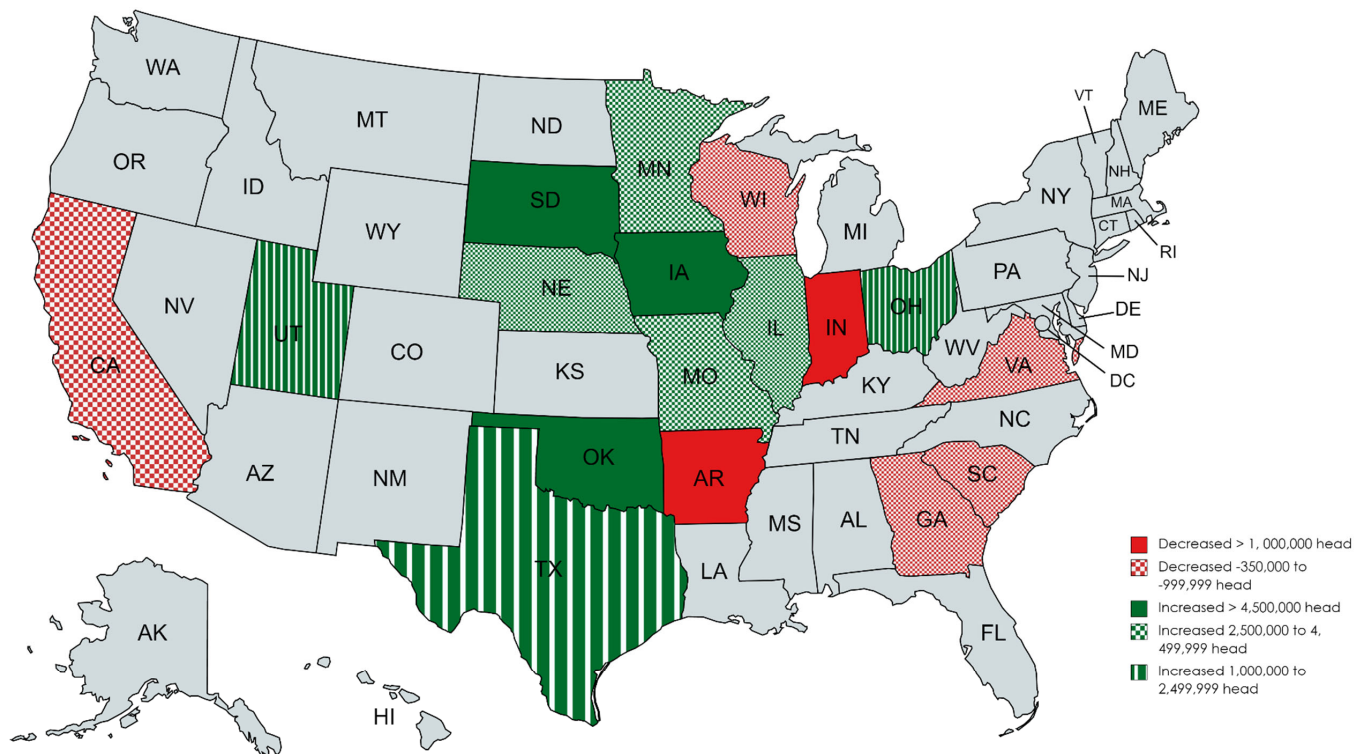 WA
MT
ND
MN
OR
ID
WY
SD
WI
MI
VT
ME
NH
NY
MA
CT
RI
NV
UT
CO
NE
IA
IL
IN
OH
PA
NJ
DE
MD
DC
CA
KS
MO
KY
WV
VA
AZ
NM
OK
AR
TN
NC
SC
TX
LA
MS
AL
GA
FL
AK
HI
Decreased > 1, 000,000 head
Decreased -350,000 to
-999,999 head
Increased > 4,500,000 head
Increased 2,500,000 to 4,
499,999 head
Increased 1,000,000 to
2,499,999 head